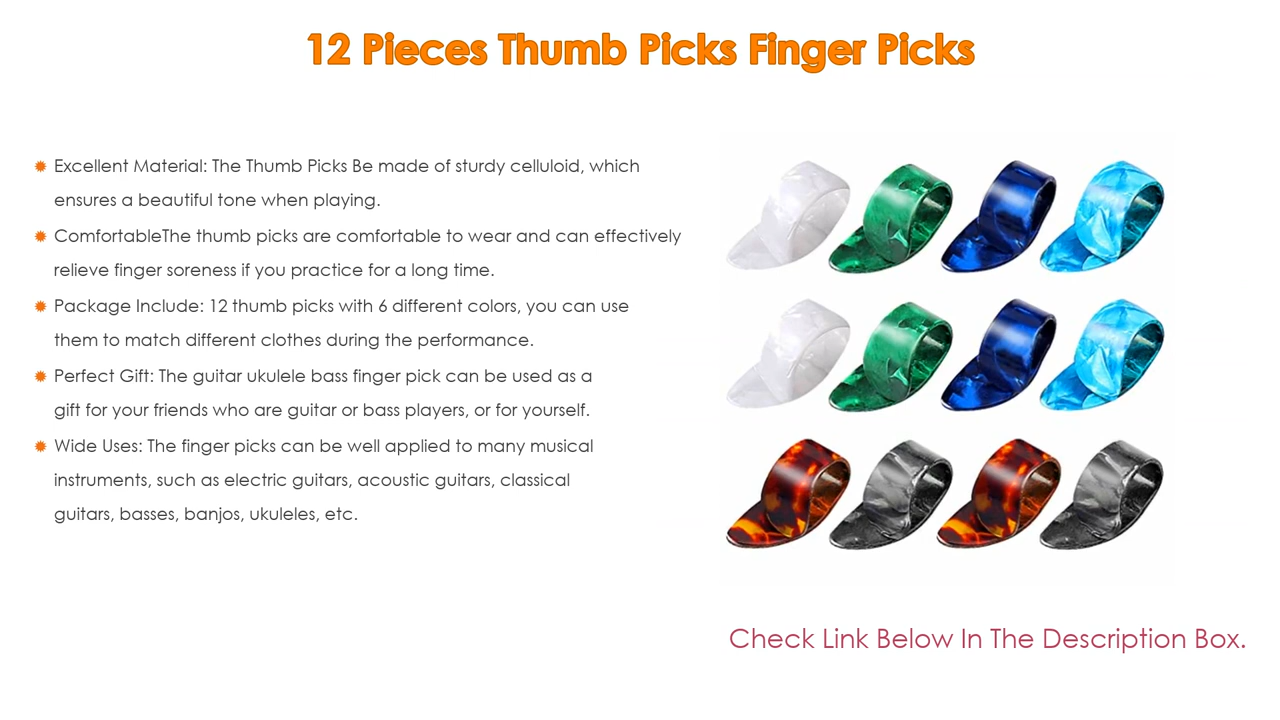 12 Pieces Thumb Picks Finger Picks
Excellent Material: The Thumb Picks Be made of sturdy celluloid, which
ensures a beautiful tone when playing.
ComfortableThe thumb picks are comfortable to wear and can effectively
relieve finger soreness if you practice for a long time.
Package Include: 12 thumb picks with 6 different colors, you can use
them to match different clothes during the performance.
Perfect Gift: The guitar ukulele bass finger pick can be used as a
gift for your friends who are guitar or bass players, or for yourself.
Wide Uses: The finger picks can be well applied to many musical
instruments, such as electric guitars, acoustic guitars, classical
guitars, basses, banjos, ukuleles, etc.
Check Link Below In The Description Box.